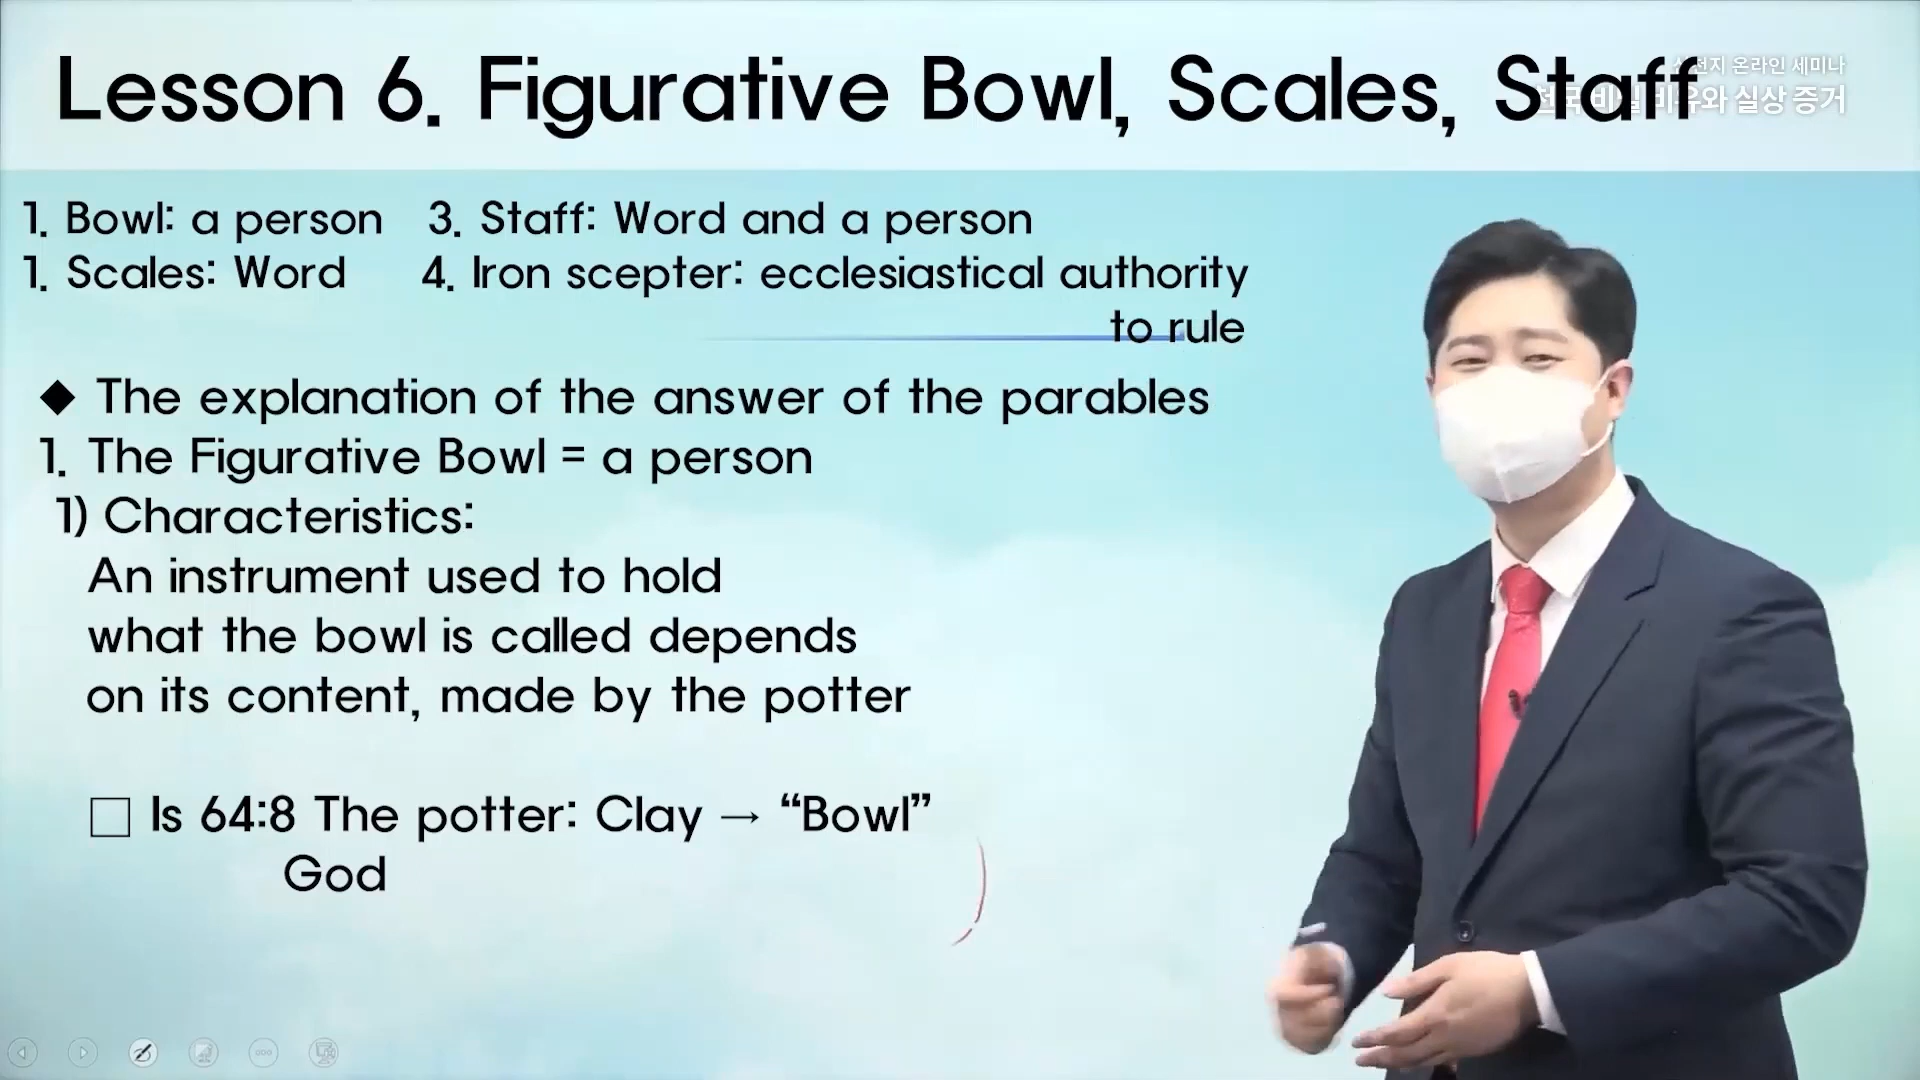 Lesson 6. Figurative Bowl, Scales, Staff
온라인 세미나
실상 증거
1. Bowl: a person 3. Staff: Word and a person
1. Scales: Word 4. Iron scepter: ecclesiastical authority
to rule
◆ The explanation of the answer of the parables
1. The Figurative Bowl = a person
1) Characteristics:
An instrument used to hold
what the bowl is called depends
on its content, made by the potter
□ Is 64:8 The potter: Clay → “Bowl”
God